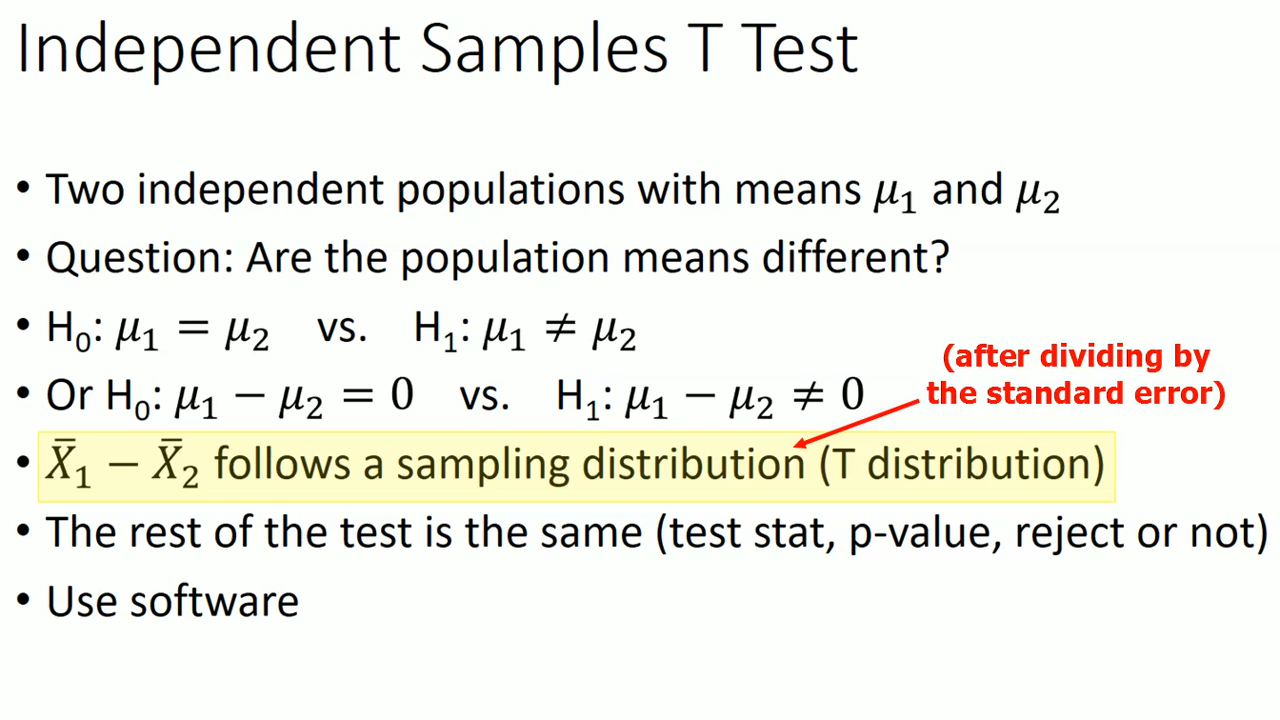 Independent Samples T Test
• Two independent populations with means μ₁ and μ₂
• Question: Are the population means different?
• H₀: μ₁ = μ₂ vs. H₁: μ₁ ≠ μ₂
(after dividing by
the standard error)
• Or H₀: μ₁ − μ₂ = 0 vs. H₁: μ₁ − μ₂ ≠ 0
• X̄₁ − X̄₂ follows a sampling distribution (T distribution)
• The rest of the test is the same (test stat, p-value, reject or not)
• Use software